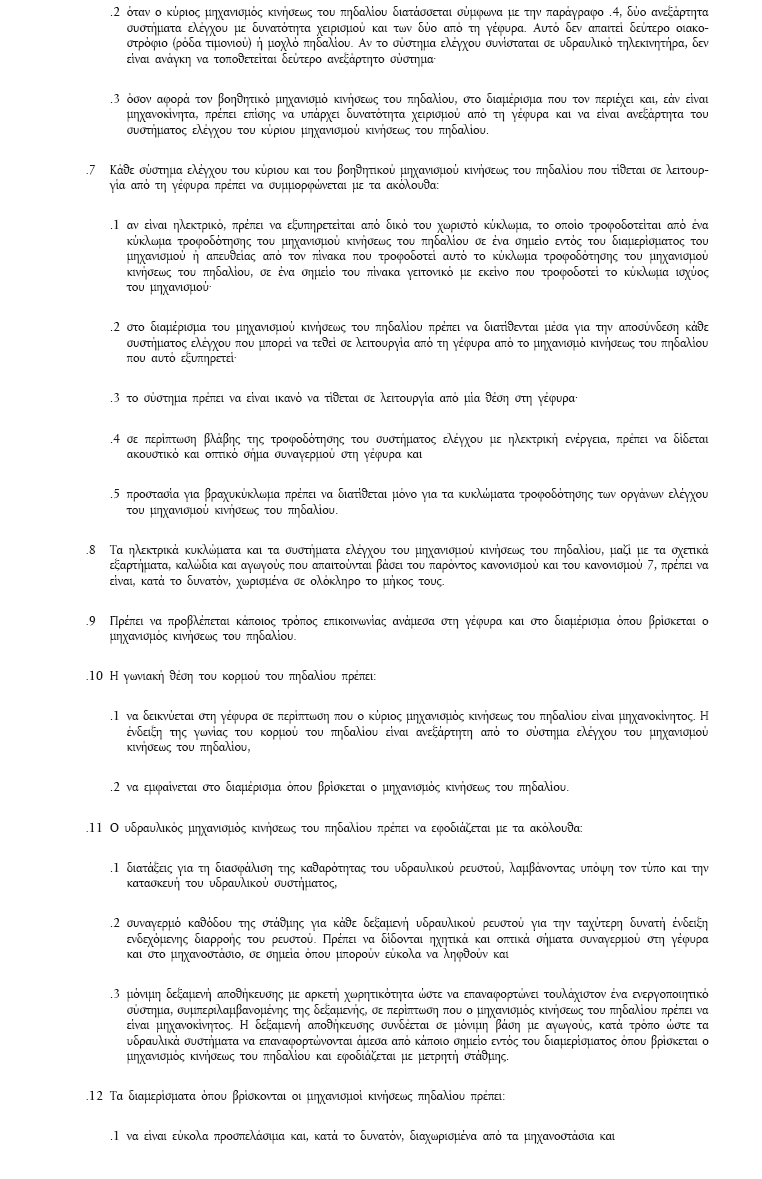 .2 όταν ο κύριος μηχανισμός κινήσεως του πηδαλίου διατάσσεται σύμφωνα με την παράγραφο .4, δύο ανεξάρτητα
συστήματα ελέγχου με δυνατότητα χειρισμού και των δύο από τη γέφυρα. Αυτό δεν απαιτεί δεύτερο οιακο-
στρόφιο (ρόδα τιμονιού) ή μοχλό πηδαλίου. Αν το σύστημα ελέγχου συνίσταται σε υδραυλικό τηλεκινητήρα, δεν
είναι ανάγκη να τοποθετείται δεύτερο ανεξάρτητο σύστημα·
.3 όσον αφορά τον βοηθητικό μηχανισμό κινήσεως του πηδαλίου, στο διαμέρισμα που τον περιέχει και, εάν είναι
μηχανοκίνητα, πρέπει επίσης να υπάρχει δυνατότητα χειρισμού από τη γέφυρα και να είναι ανεξάρτητα του
συστήματος ελέγχου του κύριου μηχανισμού κινήσεως του πηδαλίου.
.7 Κάθε σύστημα ελέγχου του κύριου και του βοηθητικού μηχανισμού κινήσεως του πηδαλίου που τίθεται σε λειτουρ-
γία από τη γέφυρα πρέπει να συμμορφώνεται με τα ακόλουθα:
.1 αν είναι ηλεκτρικό, πρέπει να εξυπηρετείται από δικό του χωριστό κύκλωμα, το οποίο τροφοδοτείται από ένα
κύκλωμα τροφοδότησης του μηχανισμού κινήσεως του πηδαλίου σε ένα σημείο εντός του διαμερίσματος του
μηχανισμού ή απευθείας από τον πίνακα που τροφοδοτεί αυτό το κύκλωμα τροφοδότησης του μηχανισμού
κινήσεως του πηδαλίου, σε ένα σημείο του πίνακα γειτονικό με εκείνο που τροφοδοτεί το κύκλωμα ισχύος
του μηχανισμού·
.2 στο διαμέρισμα του μηχανισμού κινήσεως του πηδαλίου πρέπει να διατίθενται μέσα για την αποσύνδεση κάθε
συστήματος ελέγχου που μπορεί να τεθεί σε λειτουργία από τη γέφυρα από το μηχανισμό κινήσεως του πηδαλίου
που αυτό εξυπηρετεί·
.3 το σύστημα πρέπει να είναι ικανό να τίθεται σε λειτουργία από μία θέση στη γέφυρα·
.4 σε περίπτωση βλάβης της τροφοδότησης του συστήματος ελέγχου με ηλεκτρική ενέργεια, πρέπει να δίδεται
ακουστικό και οπτικό σήμα συναγερμού στη γέφυρα και
.5 προστασία για βραχυκύκλωμα πρέπει να διατίθεται μόνο για τα κυκλώματα τροφοδότησης των οργάνων ελέγχου
του μηχανισμού κινήσεως του πηδαλίου.
.8 Τα ηλεκτρικά κυκλώματα και τα συστήματα ελέγχου του μηχανισμού κινήσεως του πηδαλίου, μαζί με τα σχετικά
εξαρτήματα, καλώδια και αγωγούς που απαιτούνται βάσει του παρόντος κανονισμού και του κανονισμού 7, πρέπει να
είναι, κατά το δυνατόν, χωρισμένα σε ολόκληρο το μήκος τους.
.9 Πρέπει να προβλέπεται κάποιος τρόπος επικοινωνίας ανάμεσα στη γέφυρα και στο διαμέρισμα όπου βρίσκεται ο
μηχανισμός κινήσεως του πηδαλίου.
.10 Η γωνιακή θέση του κορμού του πηδαλίου πρέπει:
.1 να δεικνύεται στη γέφυρα σε περίπτωση που ο κύριος μηχανισμός κινήσεως του πηδαλίου είναι μηχανοκίνητος. Η
ένδειξη της γωνίας του κορμού του πηδαλίου είναι ανεξάρτητη από το σύστημα ελέγχου του μηχανισμού
κινήσεως του πηδαλίου,
.2 να εμφαίνεται στο διαμέρισμα όπου βρίσκεται ο μηχανισμός κινήσεως του πηδαλίου.
.11 Ο υδραυλικός μηχανισμός κινήσεως του πηδαλίου πρέπει να εφοδιάζεται με τα ακόλουθα:
.1 διατάξεις για τη διασφάλιση της καθαρότητας του υδραυλικού ρευστού, λαμβάνοντας υπόψη τον τύπο και την
κατασκευή του υδραυλικού συστήματος,
.2 συναγερμό καθόδου της στάθμης για κάθε δεξαμενή υδραυλικού ρευστού για την ταχύτερη δυνατή ένδειξη
ενδεχόμενης διαρροής του ρευστού. Πρέπει να δίδονται ηχητικά και οπτικά σήματα συναγερμού στη γέφυρα
και στο μηχανοστάσιο, σε σημεία όπου μπορούν εύκολα να ληφθούν και
.3 μόνιμη δεξαμενή αποθήκευσης με αρκετή χωρητικότητα ώστε να επαναφορτώνει τουλάχιστον ένα ενεργοποιητικό
σύστημα, συμπεριλαμβανομένης της δεξαμενής, σε περίπτωση που ο μηχανισμός κινήσεως του πηδαλίου πρέπει να
είναι μηχανοκίνητος. Η δεξαμενή αποθήκευσης συνδέεται σε μόνιμη βάση με αγωγούς, κατά τρόπο ώστε τα
υδραυλικά συστήματα να επαναφορτώνονται άμεσα από κάποιο σημείο εντός του διαμερίσματος όπου βρίσκεται ο
μηχανισμός κινήσεως του πηδαλίου και εφοδιάζεται με μετρητή στάθμης.
.12 Τα διαμερίσματα όπου βρίσκονται οι μηχανισμοί κινήσεως πηδαλίου πρέπει:
.1 να είναι εύκολα προσπελάσιμα και, κατά το δυνατόν, διαχωρισμένα από τα μηχανοστάσια και